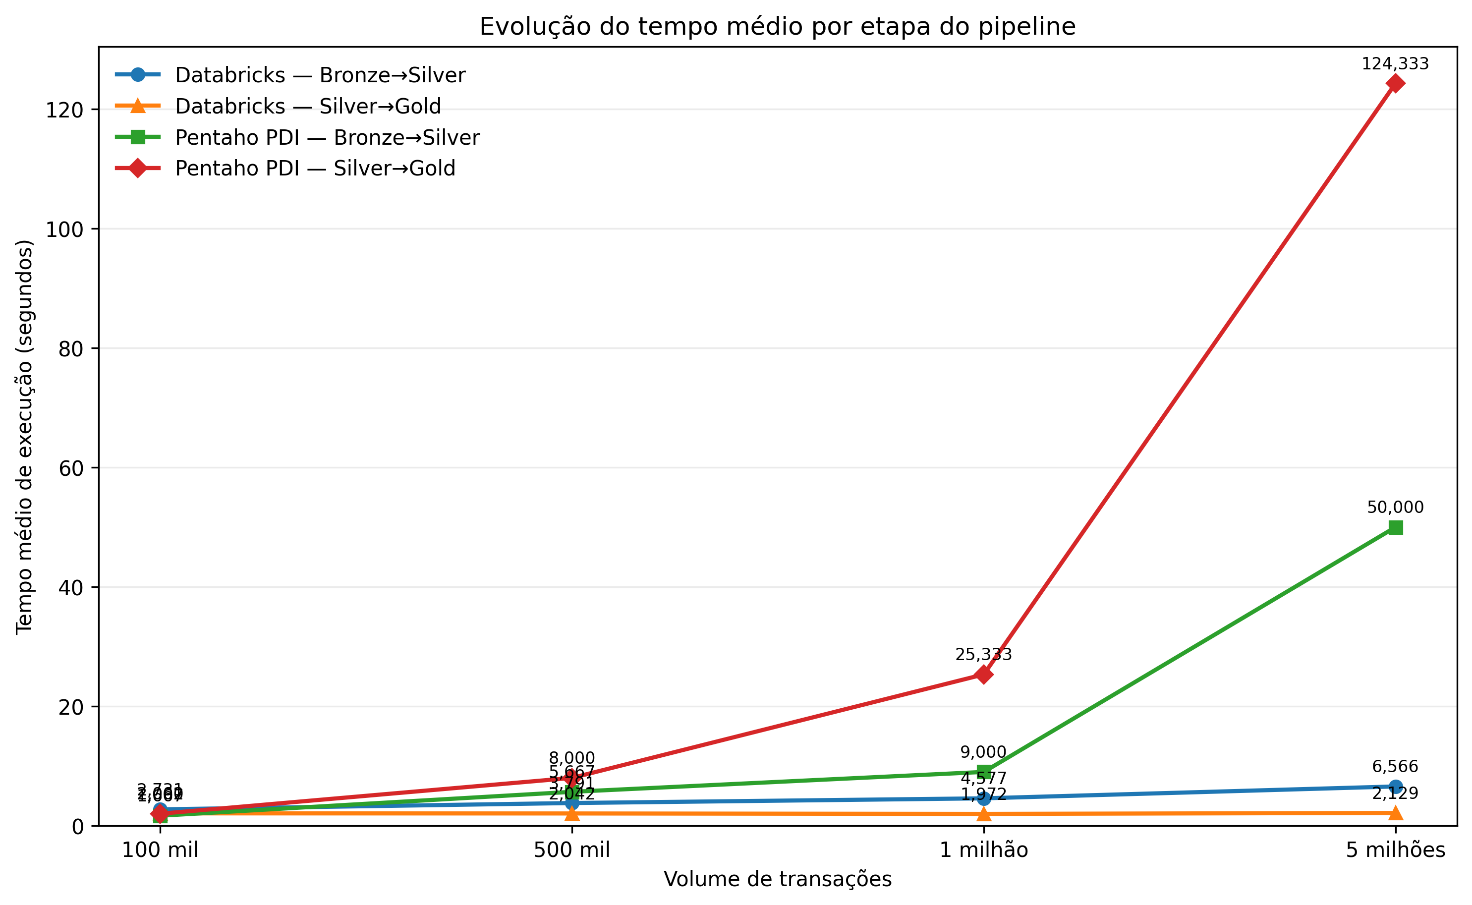 Evolução do tempo médio por etapa do pipeline
Databricks — Bronze→Silver
Databricks — Silver→Gold
Pentaho PDI — Bronze→Silver
Pentaho PDI — Silver→Gold
Tempo médio de execução (segundos)
120
100
80
60
40
20
0
124,333
50,000
25,333
9,000
4,577
1,972
6,566
2,129
8,000
5,667
2,042
100 mil
500 mil
1 milhão
5 milhões
Volume de transações